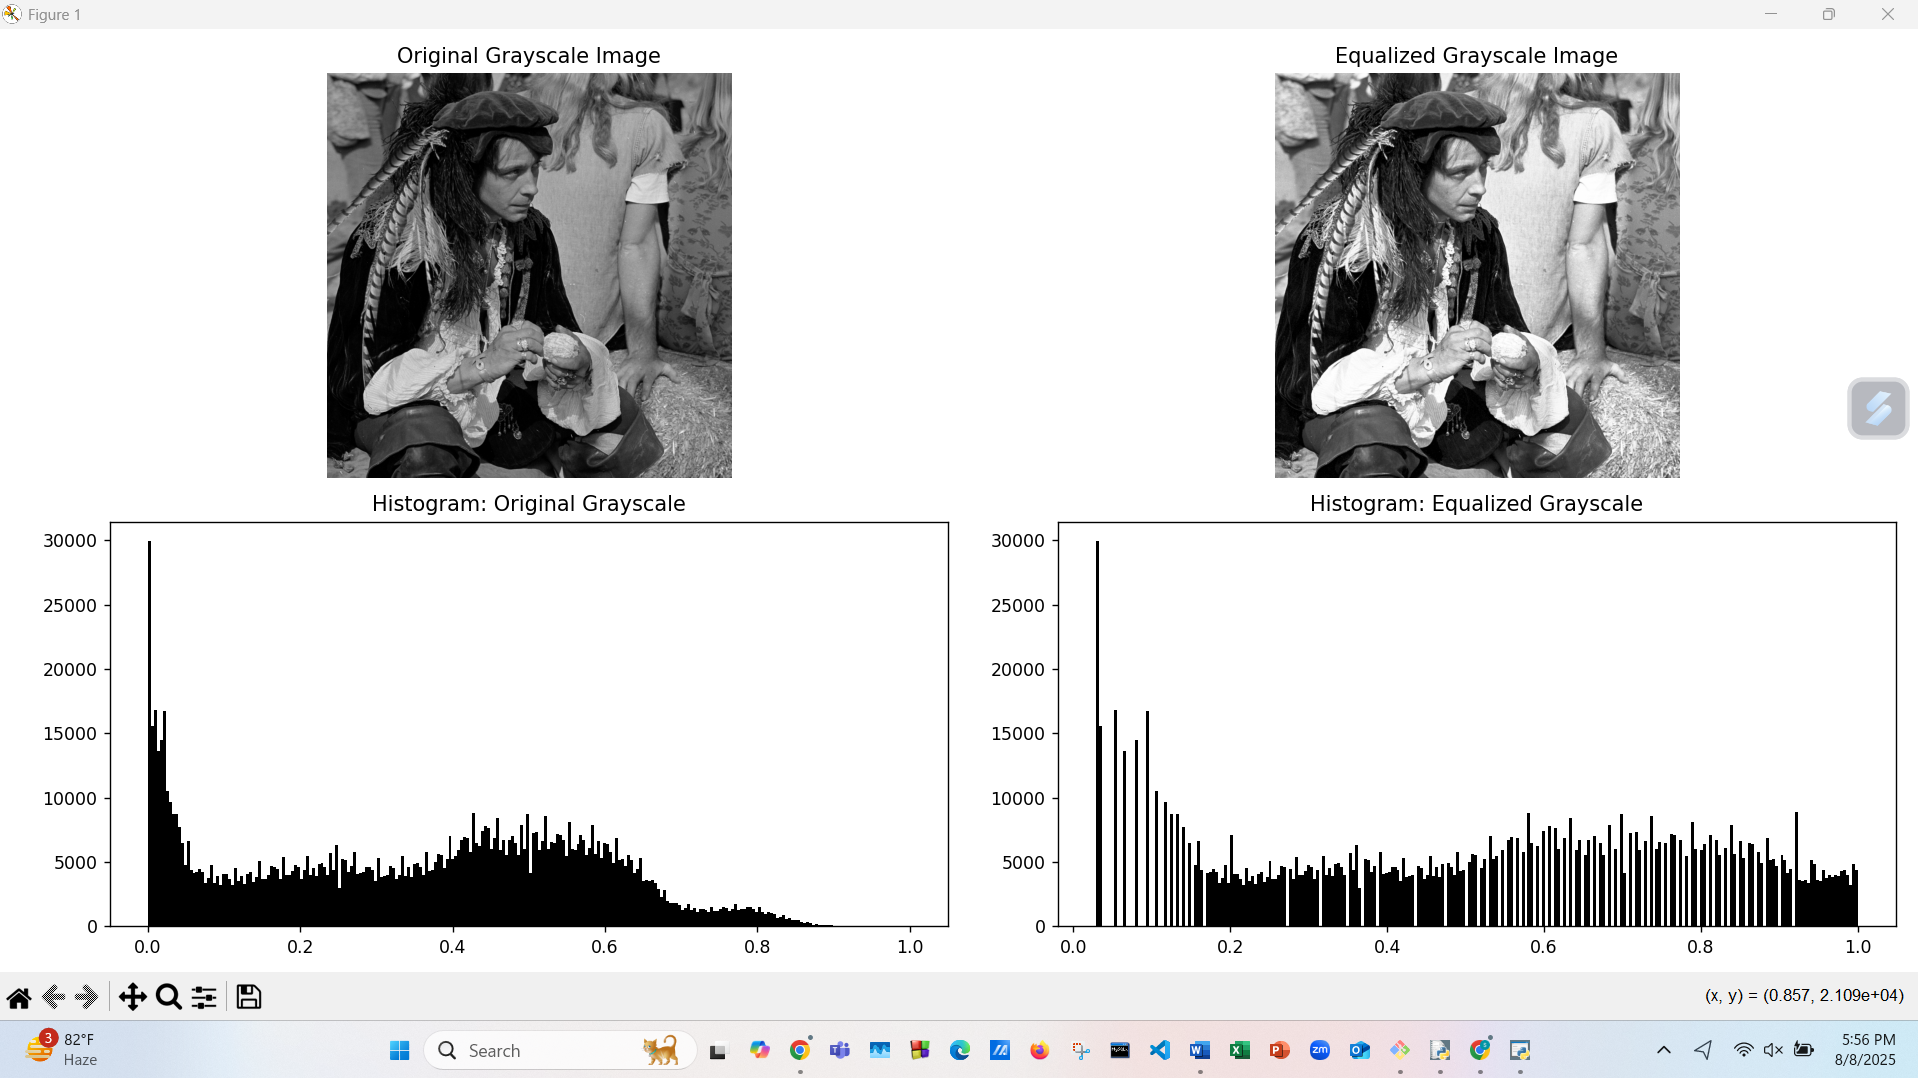 Figure 1
Original Grayscale Image
Equalized Grayscale Image
Histogram: Original Grayscale
Histogram: Equalized Grayscale
30000
25000
20000
15000
10000
5000
0
0.0 0.2 0.4 0.6 0.8 1.0
30000
25000
20000
15000
10000
5000
0
0.0 0.2 0.4 0.6 0.8 1.0
(x, y) = (0.857, 2.109e+04)
3
82°F
Haze
Search
zm
5:56 PM
8/8/2025